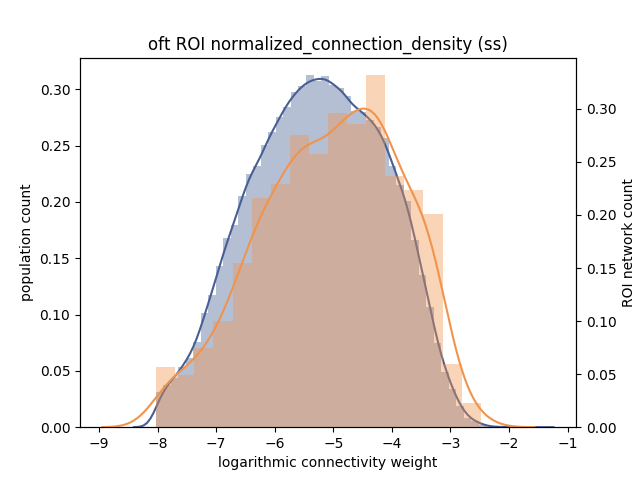 oft ROI normalized_connection_density (ss)
0.30
0.25
0.20
0.15
0.10
0.05
0.00
population count
0.30
0.25
0.20
0.15
0.10
0.05
0.00
ROI network count
−9 −8 −7 −6 −5 −4 −3 −2 −1
logarithmic connectivity weight